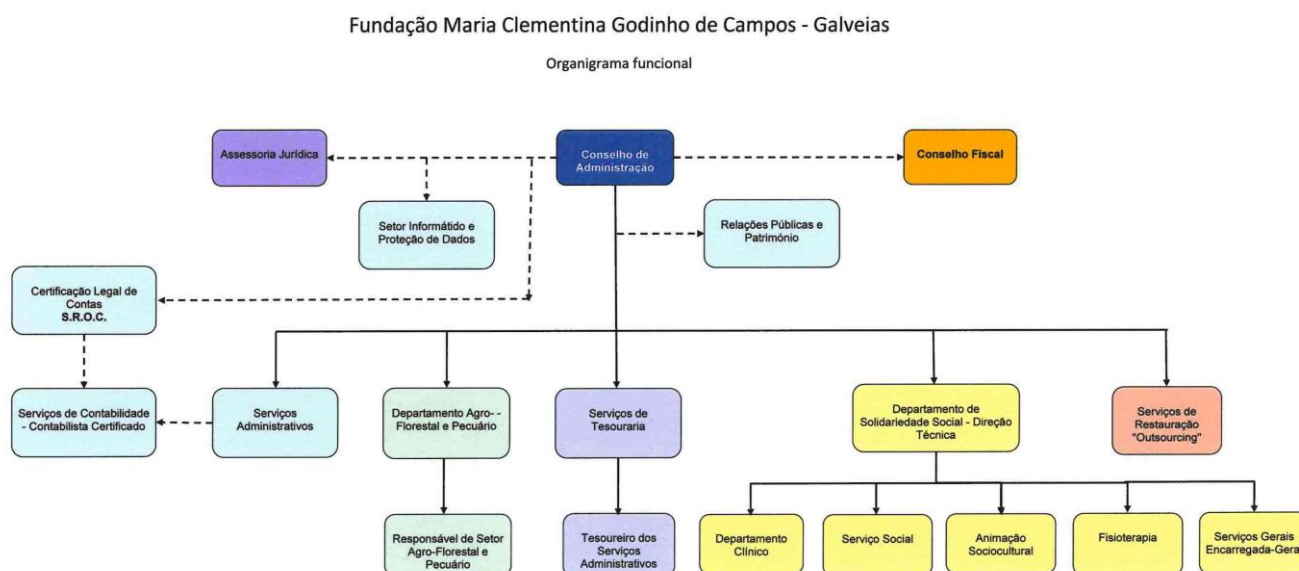 Fundação Maria Clementina Godinho de Campos - Galveias
Organigrama funcional
Assessoria Jurídica
Conselho de
Administração
Conselho Fiscal
Setor Informátido e
Proteção de Dados
Relações Públicas e
Património
Certificação Legal de
Contas
S.R.O.C.
Serviços de Contabilidade
- Contabilista Certificado
Serviços
Administrativos
Departamento Agro- -
Florestal e Pecuário
Serviços de
Tesouraria
Departamento de
Solidariedade Social - Direção
Técnica
Serviços de
Restauração
"Outsourcing"
Responsável de Setor
Agro-Florestal e
Pecuário
Tesoureiro dos
Serviços
Administrativos
Departamento
Clínico
Serviço Social
Animação
Sociocultural
Fisioterapia
Serviços Gerais
Encarregada-Geral